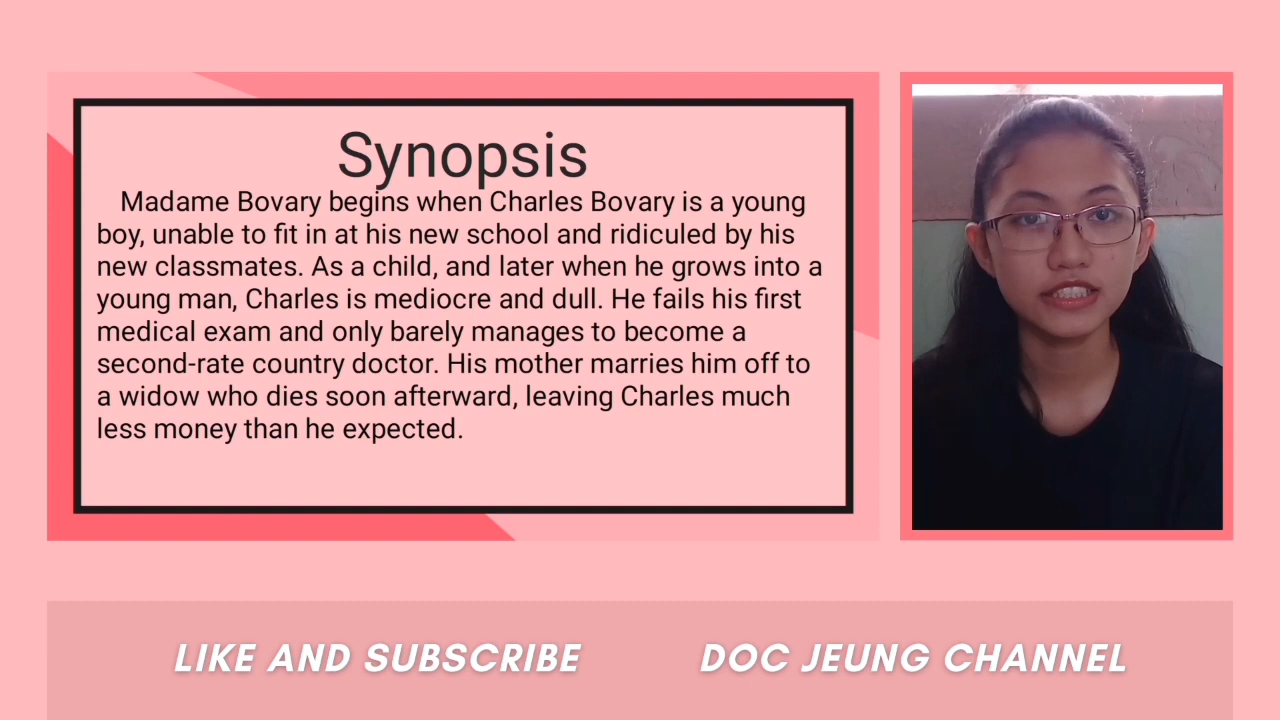 Synopsis
Madame Bovary begins when Charles Bovary is a young
boy, unable to fit in at his new school and ridiculed by his
new classmates. As a child, and later when he grows into a
young man, Charles is mediocre and dull. He fails his first
medical exam and only barely manages to become a
second-rate country doctor. His mother marries him off to
a widow who dies soon afterward, leaving Charles much
less money than he expected.
LIKE AND SUBSCRIBE
DOC JEUNG CHANNEL